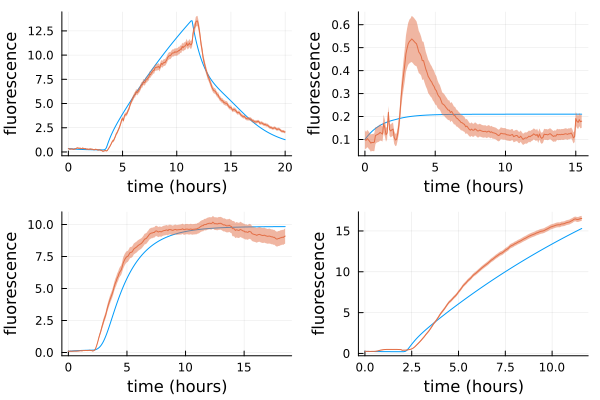 fluorescence
12.5
10.0
7.5
5.0
2.5
0.0
0 5 10 15 20
time (hours)
fluorescence
0.6
0.5
0.4
0.3
0.2
0.1
0 5 10 15
time (hours)
fluorescence
10.0
7.5
5.0
2.5
0.0
0 5 10 15
time (hours)
fluorescence
15
10
5
0
0.0 2.5 5.0 7.5 10.0
time (hours)